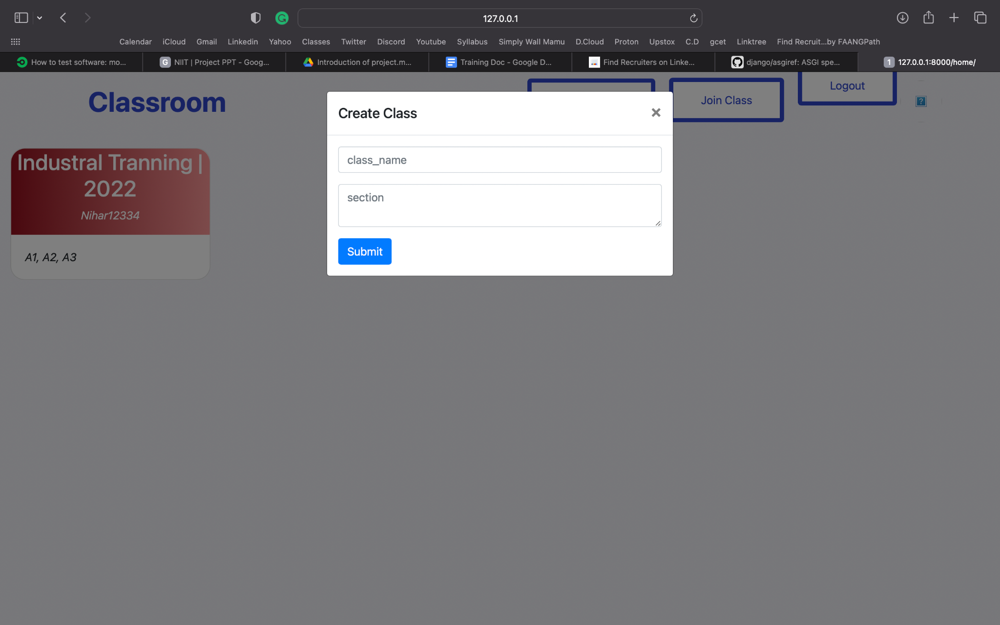 127.0.0.1
Calendar iCloud Gmail Linkedin Yahoo Classes Twitter Discord Youtube Syllabus Simply Wall Mamu D.Cloud Proton Upstox C.D gcet Linktree Find Recruit...by FAANGPath
How to test software: mo... G NIIT | Project PPT - Goog... Introduction of project.m... Training Doc - Google D... Find Recruiters on Linke... django/asgiref: ASGI spe... 1 127.0.0.1:8000/home/
Classroom
Join Class
Logout
?
Create Class ×
class_name
section
Submit
Industral Tranning |
2022
Nihar12334
A1, A2, A3